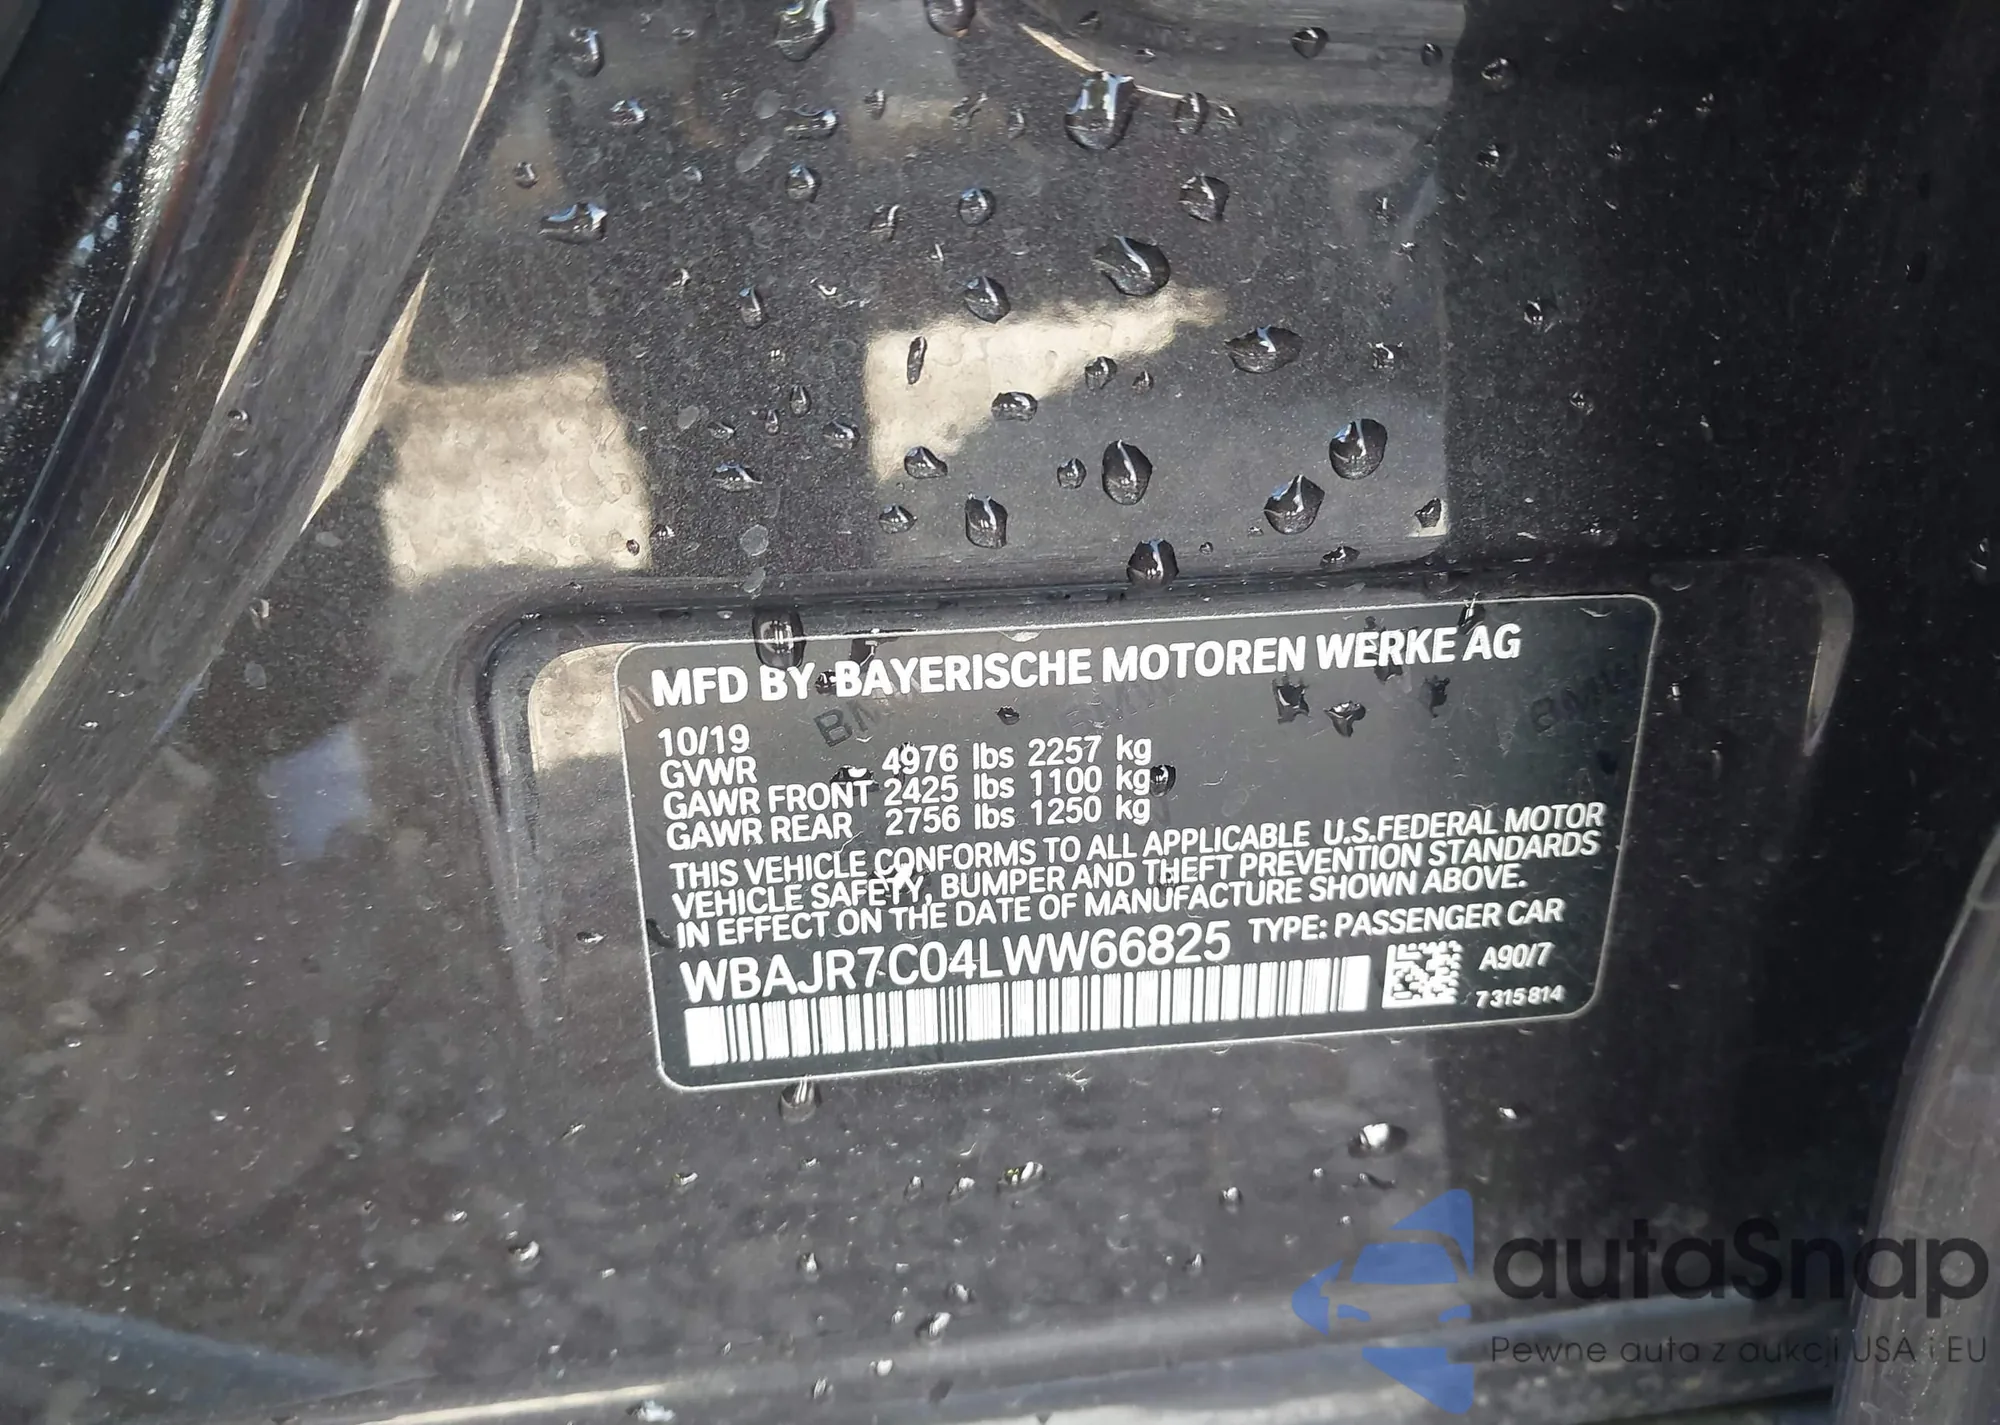 MFD BY BAYERISCHE MOTOREN WERKE AG
10/19
GVWR 4976 lbs 2257 kg
GAWR FRONT 2425 lbs 1100 kg
GAWR REAR 2756 lbs 1250 kg
THIS VEHICLE CONFORMS TO ALL APPLICABLE U.S.FEDERAL MOTOR
VEHICLE SAFETY, BUMPER AND THEFT PREVENTION STANDARDS
IN EFFECT ON THE DATE OF MANUFACTURE SHOWN ABOVE.
WBAJR7C04LWW66825 TYPE: PASSENGER CAR
A90/7
7 315 814
autaSnap
Pewne auta z aukcji USA i EU